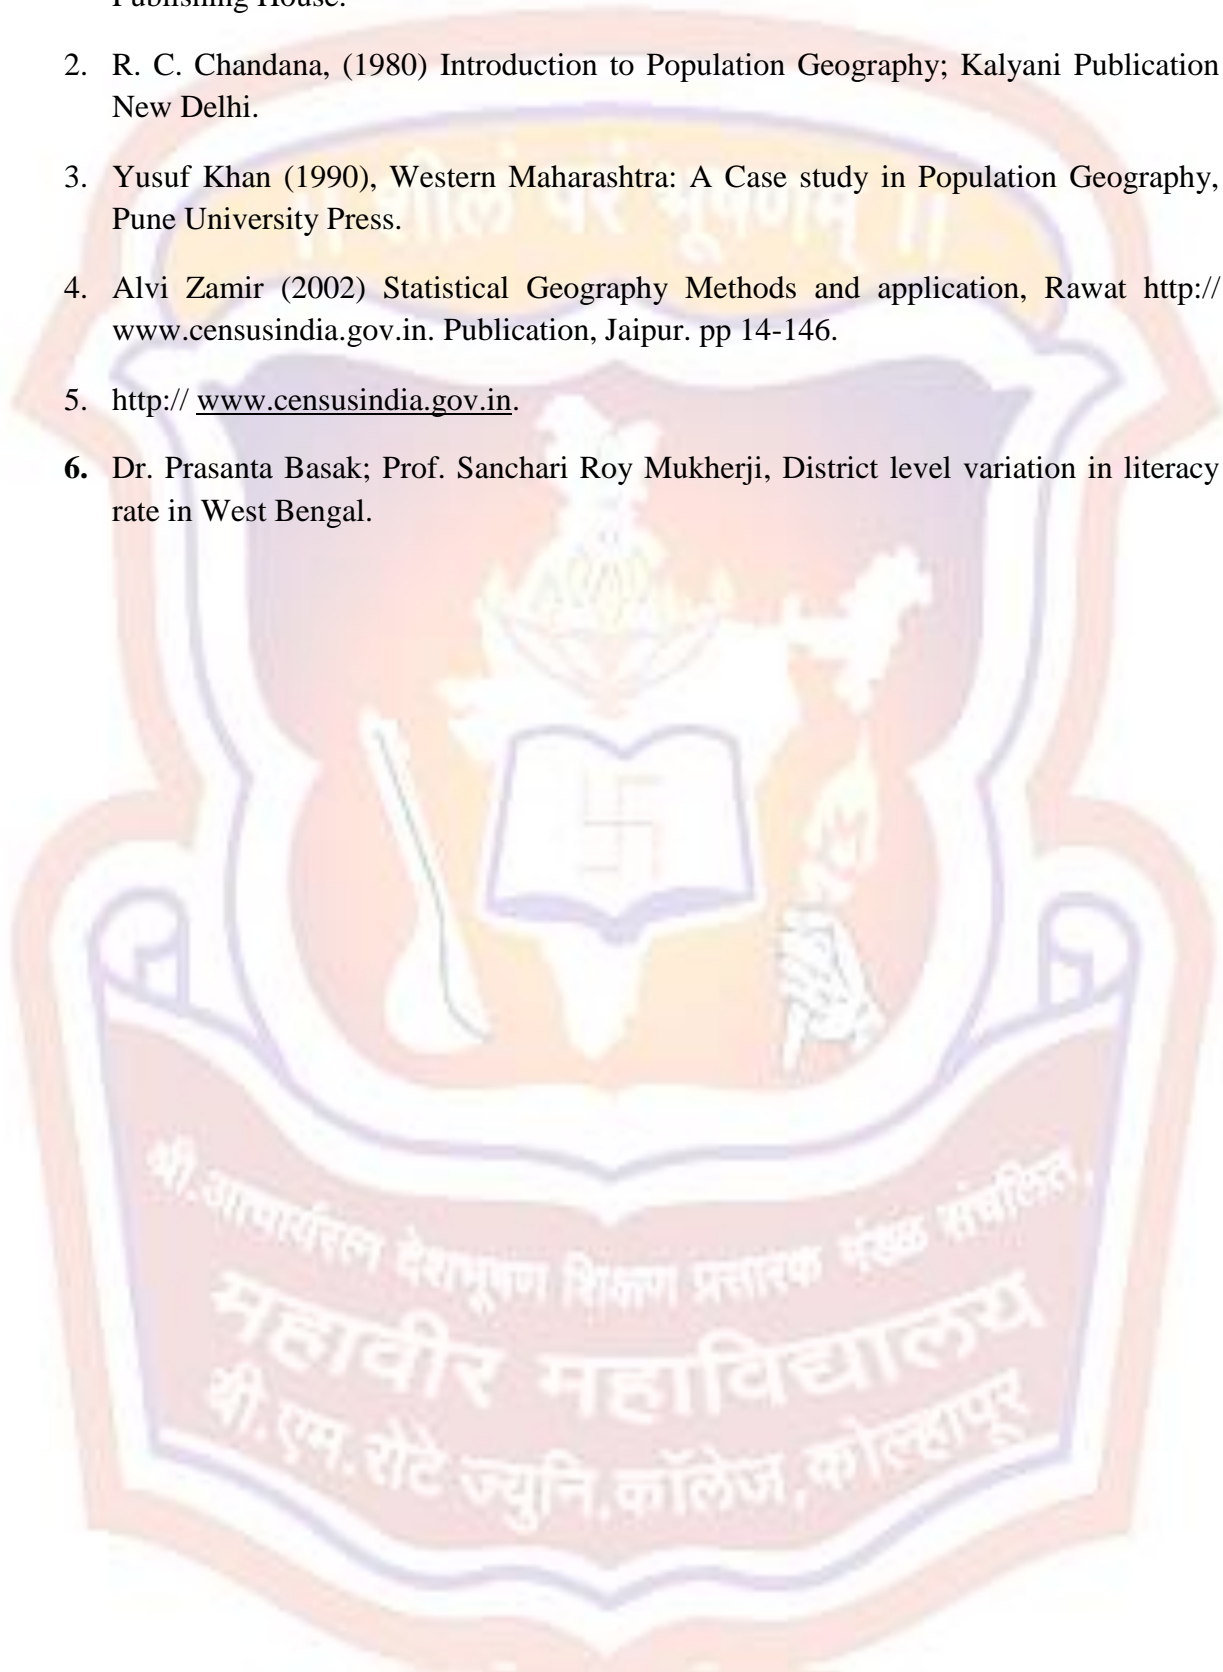 Publishing House.
2. R. C. Chandana, (1980) Introduction to Population Geography; Kalyani Publication
New Delhi.
3. Yusuf Khan (1990), Western Maharashtra: A Case study in Population Geography,
Pune University Press.
4. Alvi Zamir (2002) Statistical Geography Methods and application, Rawat http://
www.censusindia.gov.in. Publication, Jaipur. pp 14-146.
5. http:// www.censusindia.gov.in.
6. Dr. Prasanta Basak; Prof. Sanchari Roy Mukherji, District level variation in literacy
rate in West Bengal.
।। शीलं परं भूषणम् ।।
श्री.आचार्यरत्न देशभूषण शिक्षण प्रसारक मंडळ संचलित,
महावीर महाविद्यालय
श्री.एम.रोटे ज्युनि.कॉलेज,कोल्हापूर